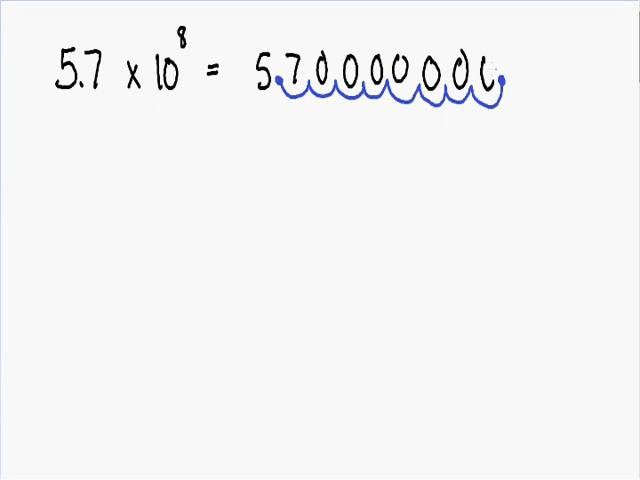 5.7 x 10⁸ = 5.70000000.